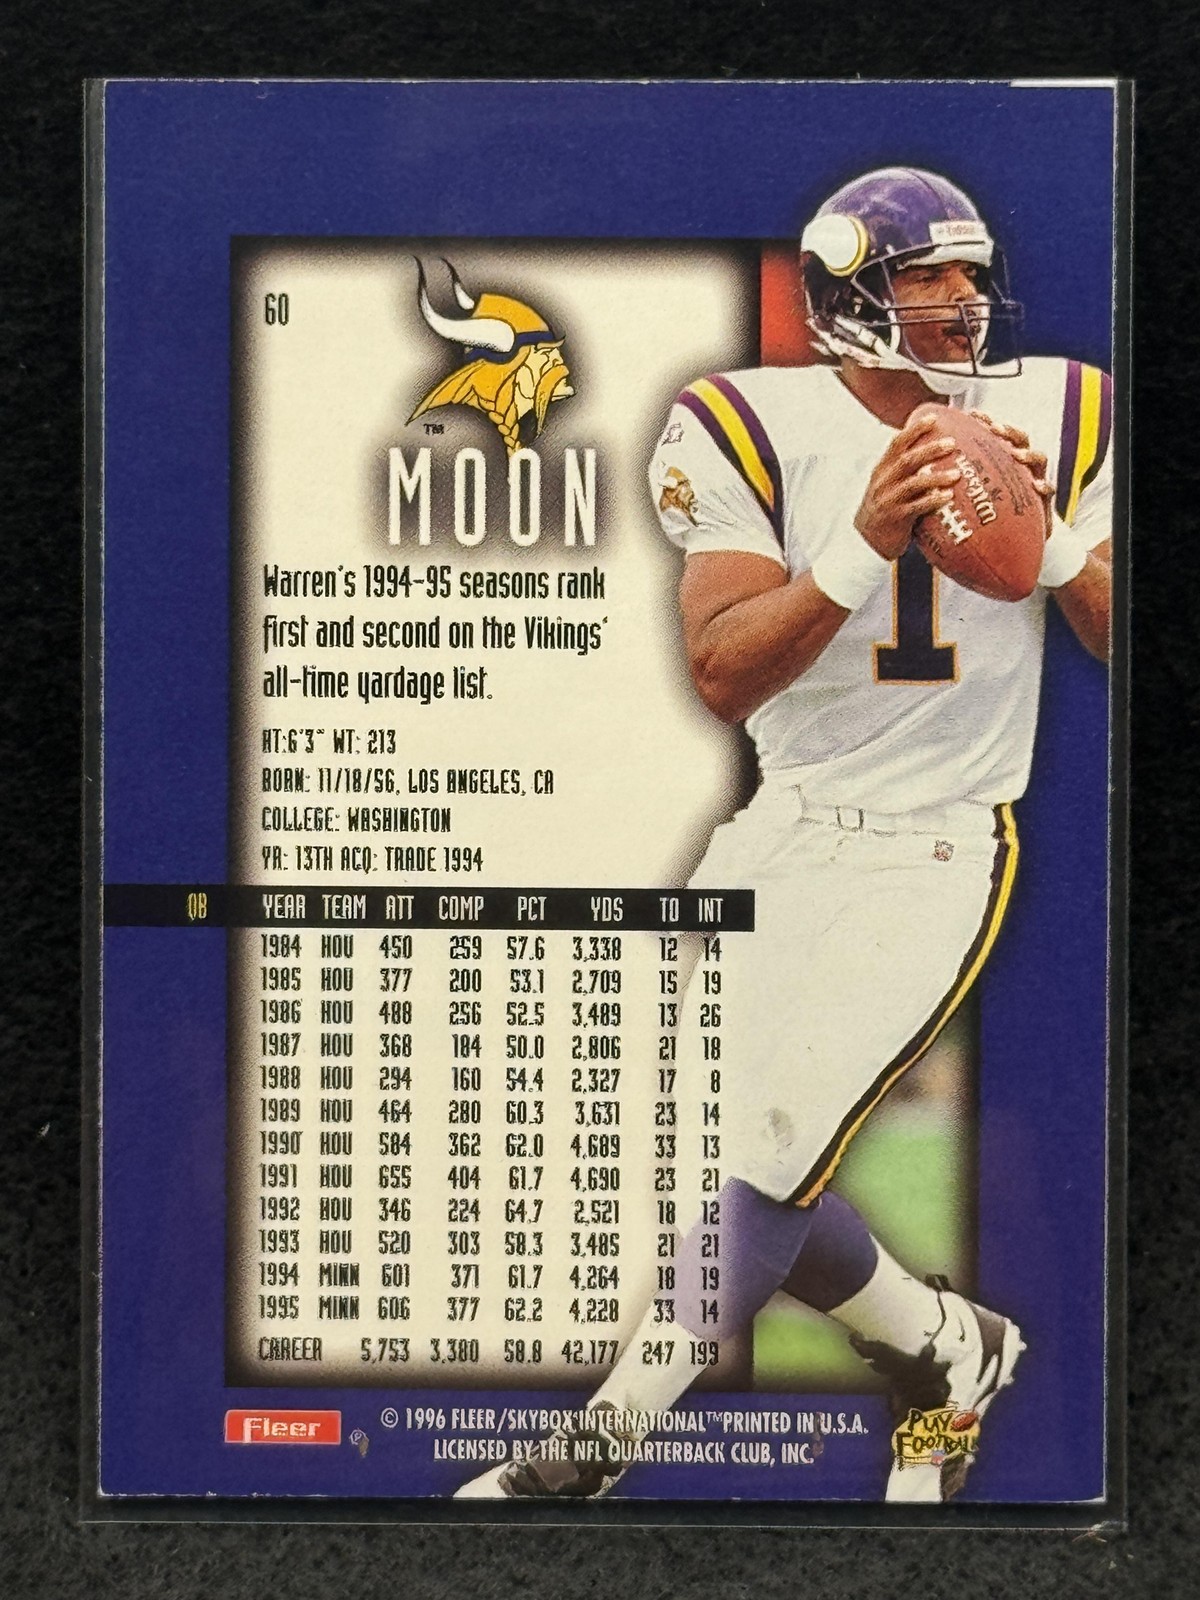 60
TM
MOON
Warren's 1994-95 seasons rank
first and second on the Vikings'
all-time yardage list.
HT: 6'3" WT: 213
BORN: 11/18/56, LOS ANGELES, CA
COLLEGE: WASHINGTON
YR: 13TH ACQ: TRADE 1994
QB YEAR TEAM ATT COMP PCT YDS TD INT
1984 HOU 450 259 57.6 3,338 12 14
1985 HOU 377 200 53.1 2,709 15 19
1986 HOU 488 256 52.5 3,489 13 26
1987 HOU 368 184 50.0 2,806 21 18
1988 HOU 294 160 54.4 2,327 17 8
1989 HOU 464 280 60.3 3,631 23 14
1990 HOU 584 362 62.0 4,689 33 13
1991 HOU 655 404 61.7 4,690 23 21
1992 HOU 346 224 64.7 2,521 18 12
1993 HOU 520 303 58.3 3,485 21 21
1994 MINN 601 371 61.7 4,264 18 19
1995 MINN 606 377 62.2 4,228 33 14
CAREER 5,753 3,380 58.8 42,177 247 199
Fleer
© 1996 FLEER/SKYBOX INTERNATIONAL™ PRINTED IN U.S.A.
LICENSED BY THE NFL QUARTERBACK CLUB, INC.
PLAY
FOOTBALL
Wilson
1